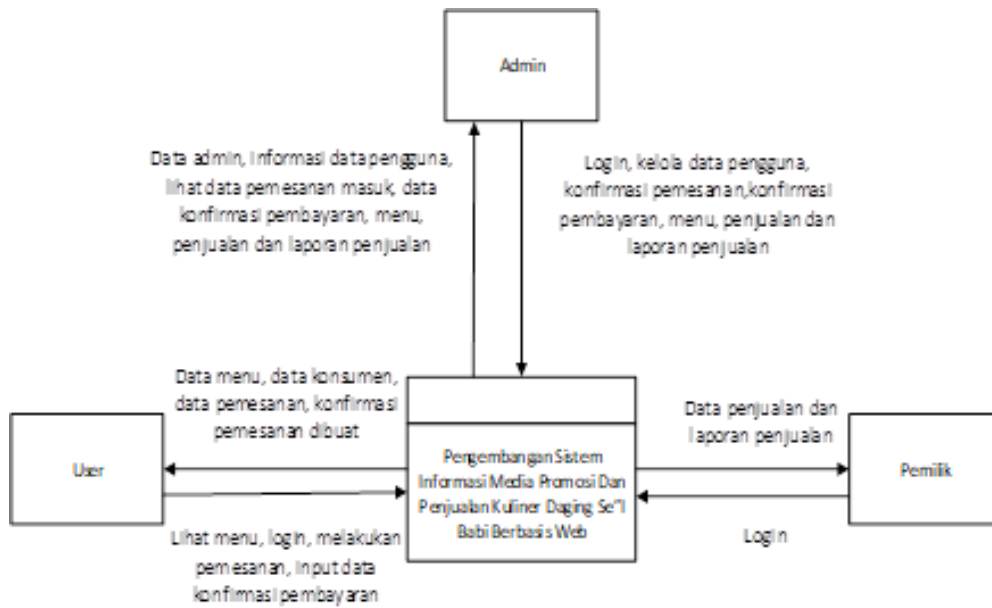 Admin
Data admin, informasi data pengguna,
lihat data pemesanan masuk, data
konfirmasi pembayaran, menu,
penjualan dan laporan penjualan
Login, kelola data pengguna,
konfirmasi pemesanan,konfirmasi
pembayaran, menu, penjualan dan
laporan penjualan
Data menu, data konsumen,
data pemesanan, konfirmasi
pemesanan dibuat
User
Lihat menu, login, melakukan
pemesanan, input data
konfirmasi pembayaran
Pengembangan Sistem
Informasi Media Promosi Dan
Penjualan Kuliner Daging Se"I
Babi Berbasis Web
Data penjualan dan
laporan penjualan
Pemilik
Login